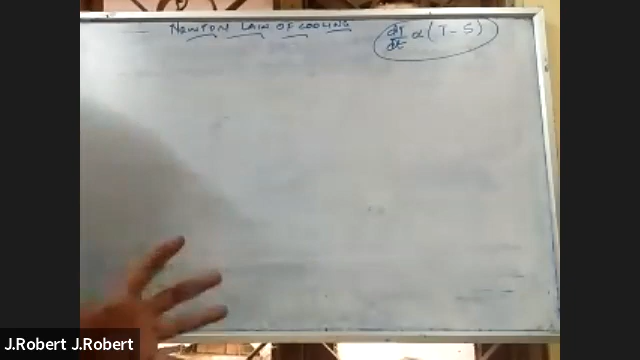 NEWTON LAW OF COOLING
dT/dt α (T - S)
J.Robert J.Robert